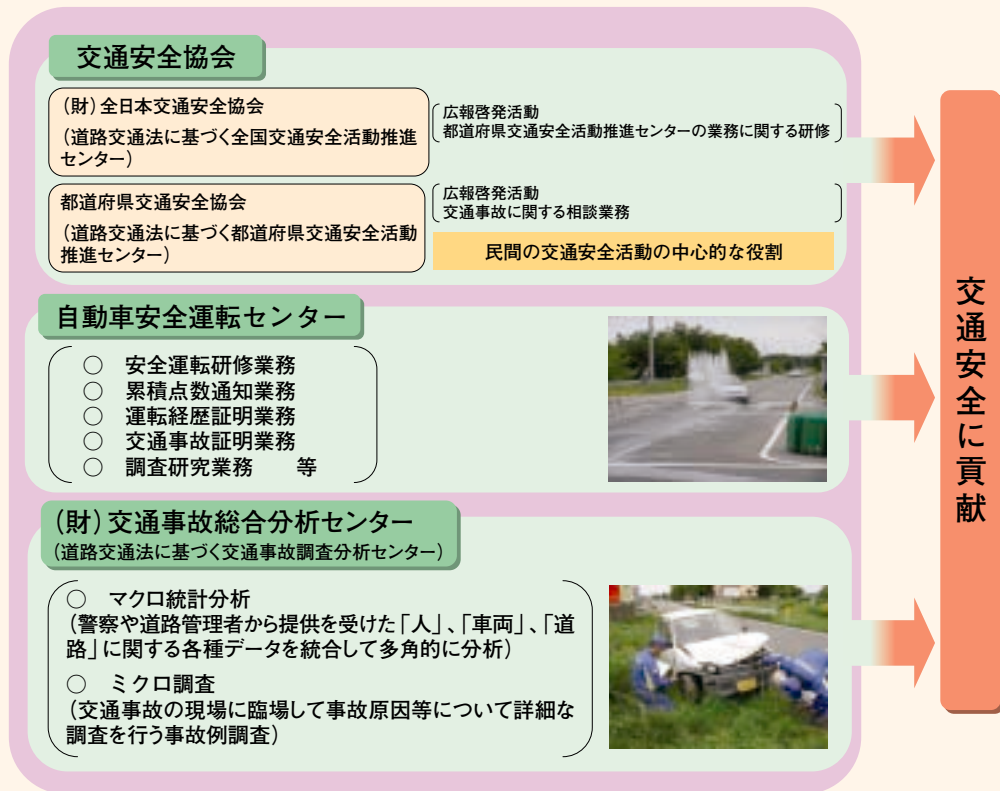 交通安全協会
(財)全日本交通安全協会
(道路交通法に基づく全国交通安全活動推進
センター)
広報啓発活動
都道府県交通安全活動推進センターの業務に関する研修
都道府県交通安全協会
(道路交通法に基づく都道府県交通安全活動
推進センター)
広報啓発活動
交通事故に関する相談業務
民間の交通安全活動の中心的な役割
自動車安全運転センター
○ 安全運転研修業務
○ 累積点数通知業務
○ 運転経歴証明業務
○ 交通事故証明業務
○ 調査研究業務 等
(財)交通事故総合分析センター
(道路交通法に基づく交通事故調査分析センター)
○ マクロ統計分析
(警察や道路管理者から提供を受けた「人」、「車両」、「道
路」に関する各種データを統合して多角的に分析)
○ ミクロ調査
(交通事故の現場に臨場して事故原因等について詳細な
調査を行う事故例調査)
交通安全に貢献